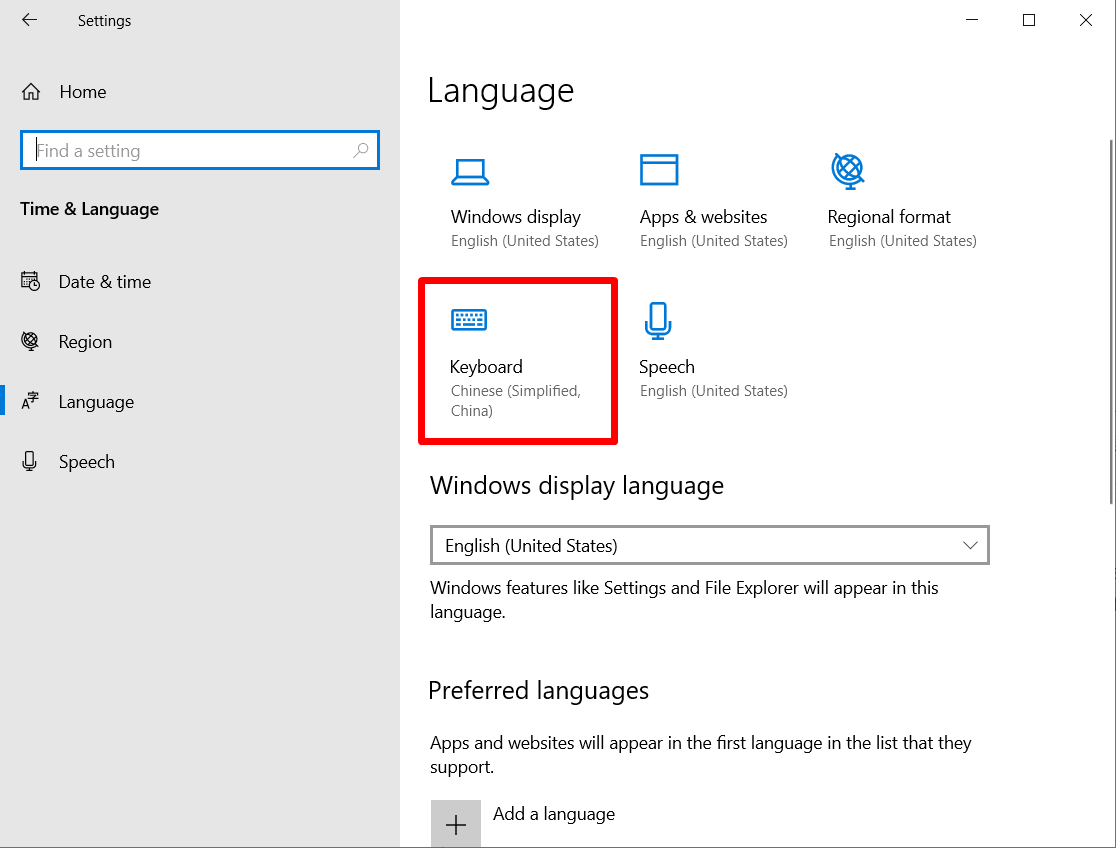 Settings
Home
Find a setting
Time & Language
Date & time
Region
Language
Speech
Language
Windows display
English (United States)
Apps & websites
English (United States)
Regional format
English (United States)
Keyboard
Chinese (Simplified,
China)
Speech
English (United States)
Windows display language
English (United States)
Windows features like Settings and File Explorer will appear in this
language.
Preferred languages
Apps and websites will appear in the first language in the list that they
support.
Add a language